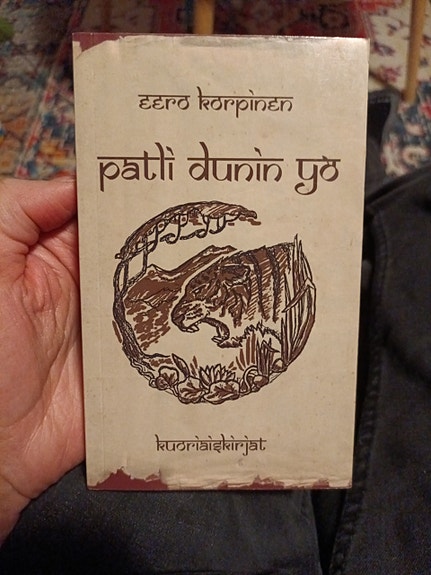 eero korpinen
patli dunin yö
kuoriaiskirjat